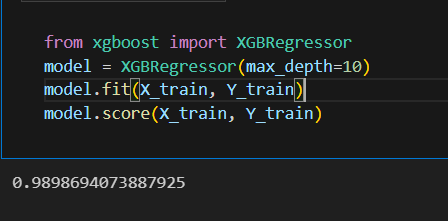 from xgboost import XGBRegressor
model = XGBRegressor(max_depth=10)
model.fit(X_train, Y_train)
model.score(X_train, Y_train)
0.9898694073887925